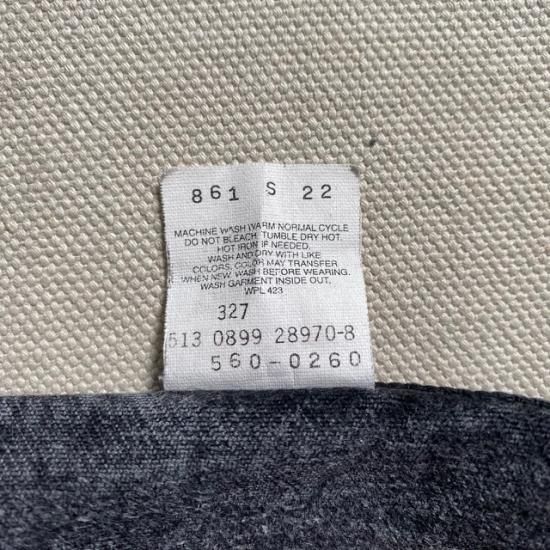 861 S 22
MACHINE WASH WARM NORMAL CYCLE
DO NOT BLEACH. TUMBLE DRY HOT.
HOT IRON IF NEEDED.
WASH AND DRY WITH LIKE
COLORS, COLOR MAY TRANSFER
WHEN NEW. WASH BEFORE WEARING.
WASH GARMENT INSIDE OUT.
WPL 423
327
513 0899 28970-8
560-0260